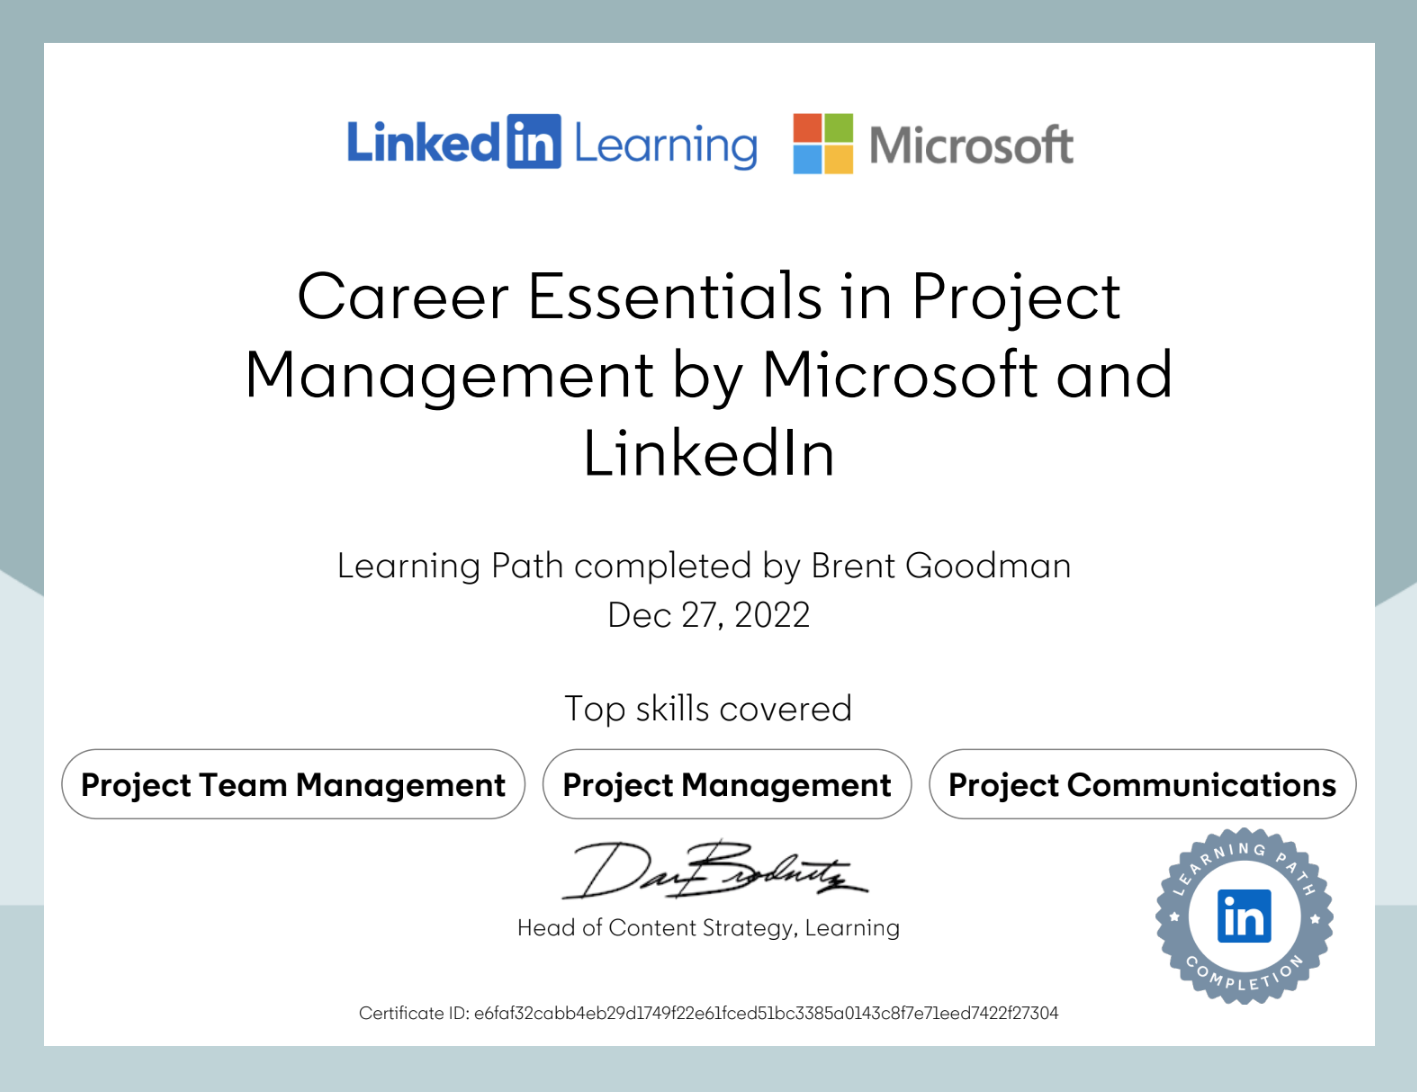 LinkedIn Learning Microsoft
Career Essentials in Project
Management by Microsoft and
LinkedIn
Learning Path completed by Brent Goodman
Dec 27, 2022
Top skills covered
Project Team Management Project Management Project Communications
Dan Brodnitz
Head of Content Strategy, Learning
LEARNING PATH
in
COMPLETION
Certificate ID: e6faf32cabb4eb29d1749f22e61fced51bc3385a0143c8f7e71eed7422f27304